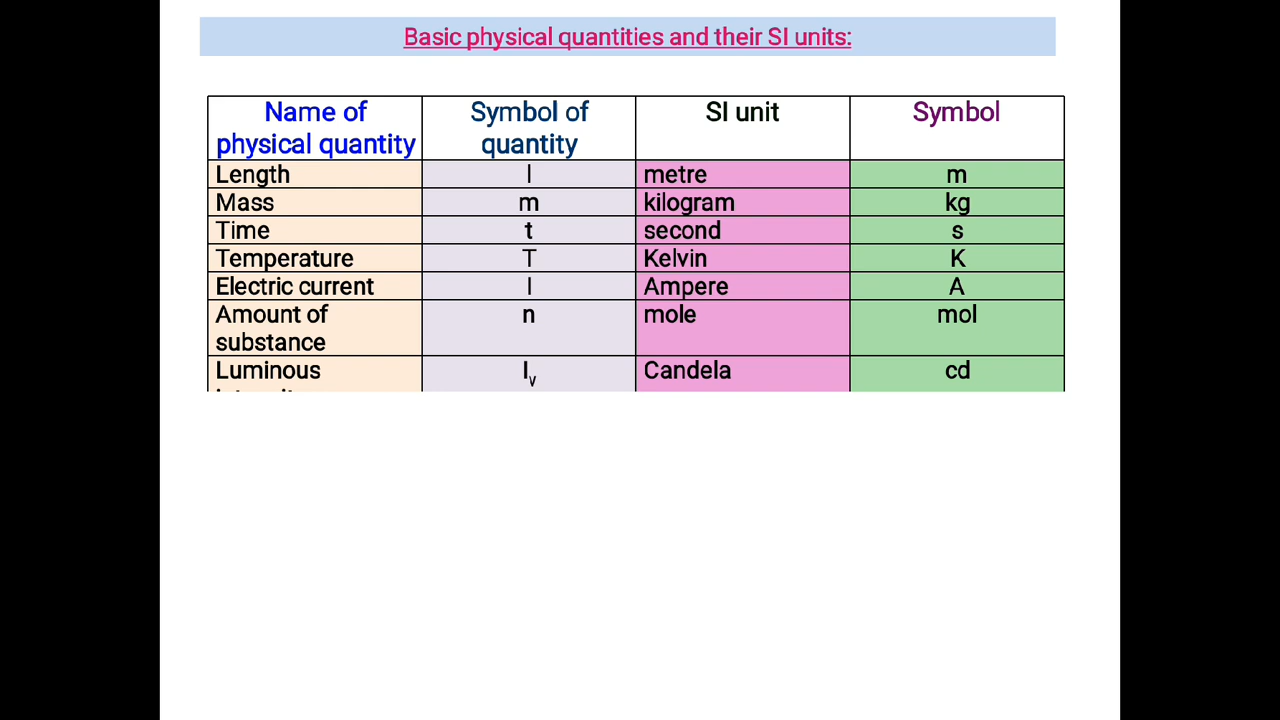 Basic physical quantities and their SI units:
Name of physical quantity Symbol of quantity SI unit Symbol
Length l metre m
Mass m kilogram kg
Time t second s
Temperature T Kelvin K
Electric current I Ampere A
Amount of substance n mole mol
Luminous Iv Candela cd